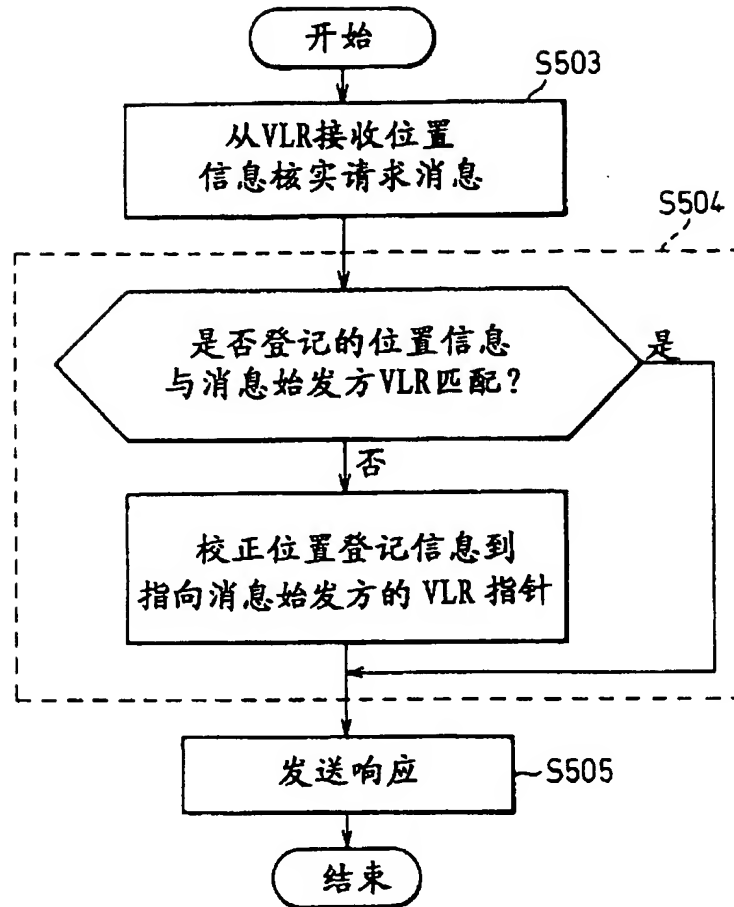 开始
S503
从VLR接收位置
信息核实请求消息
S504
是否登记的位置信息
与消息始发方VLR匹配?
是
否
校正位置登记信息到
指向消息始发方的 VLR 指针
发送响应
S505
结束